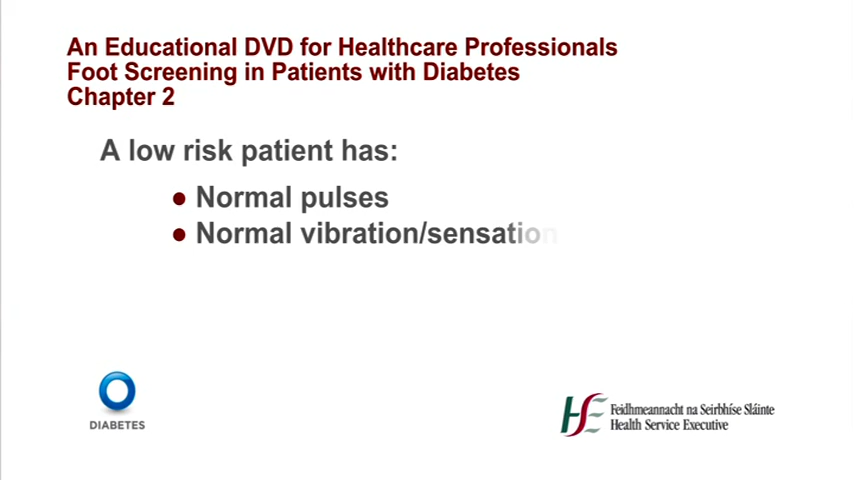 An Educational DVD for Healthcare Professionals
Foot Screening in Patients with Diabetes
Chapter 2
A low risk patient has:
● Normal pulses
● Normal vibration/sensation
DIABETES
HSE Feidhmeannacht na Seirbhíse Sláinte
Health Service Executive